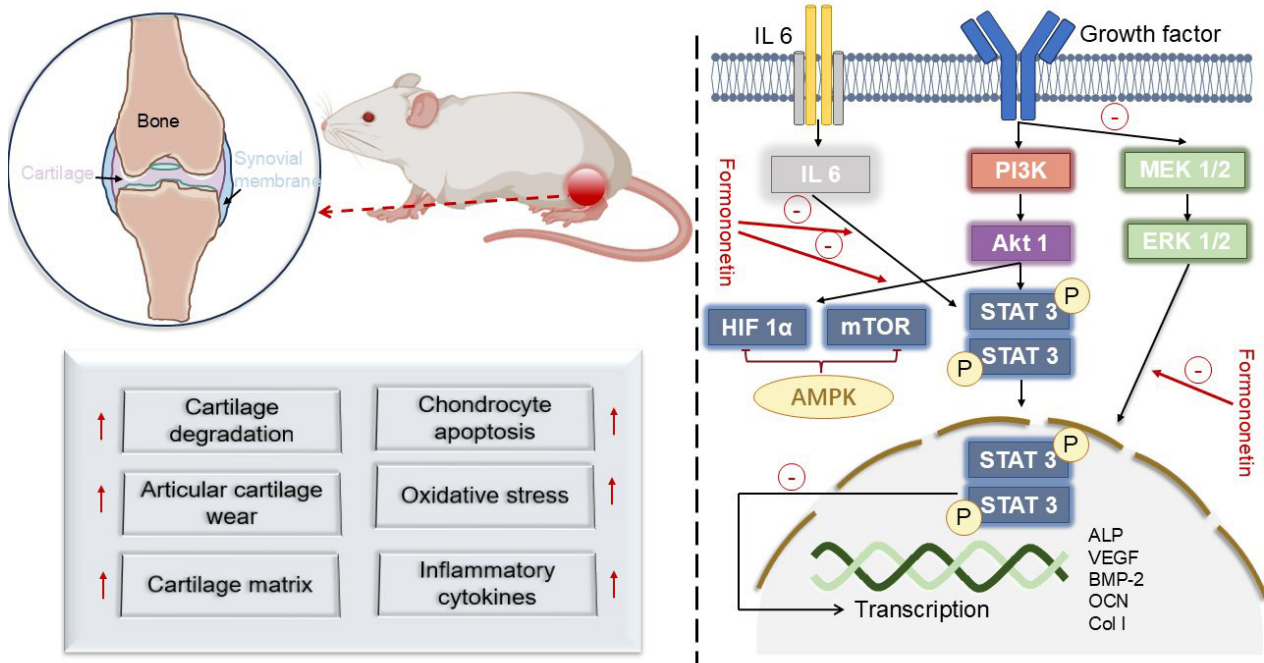 Bone
Cartilage
Synovial
membrane
Cartilage
degradation
Chondrocyte
apoptosis
Articular cartilage
wear
Oxidative stress
Cartilage matrix
Inflammatory
cytokines
IL 6
Growth factor
-
IL 6
PI3K
MEK 1/2
Formononetin
-
-
Akt 1
ERK 1/2
HIF 1α
mTOR
STAT 3
P
STAT 3
P
AMPK
-
Formononetin
STAT 3
P
STAT 3
P
-
ALP
VEGF
BMP-2
OCN
Col I
Transcription